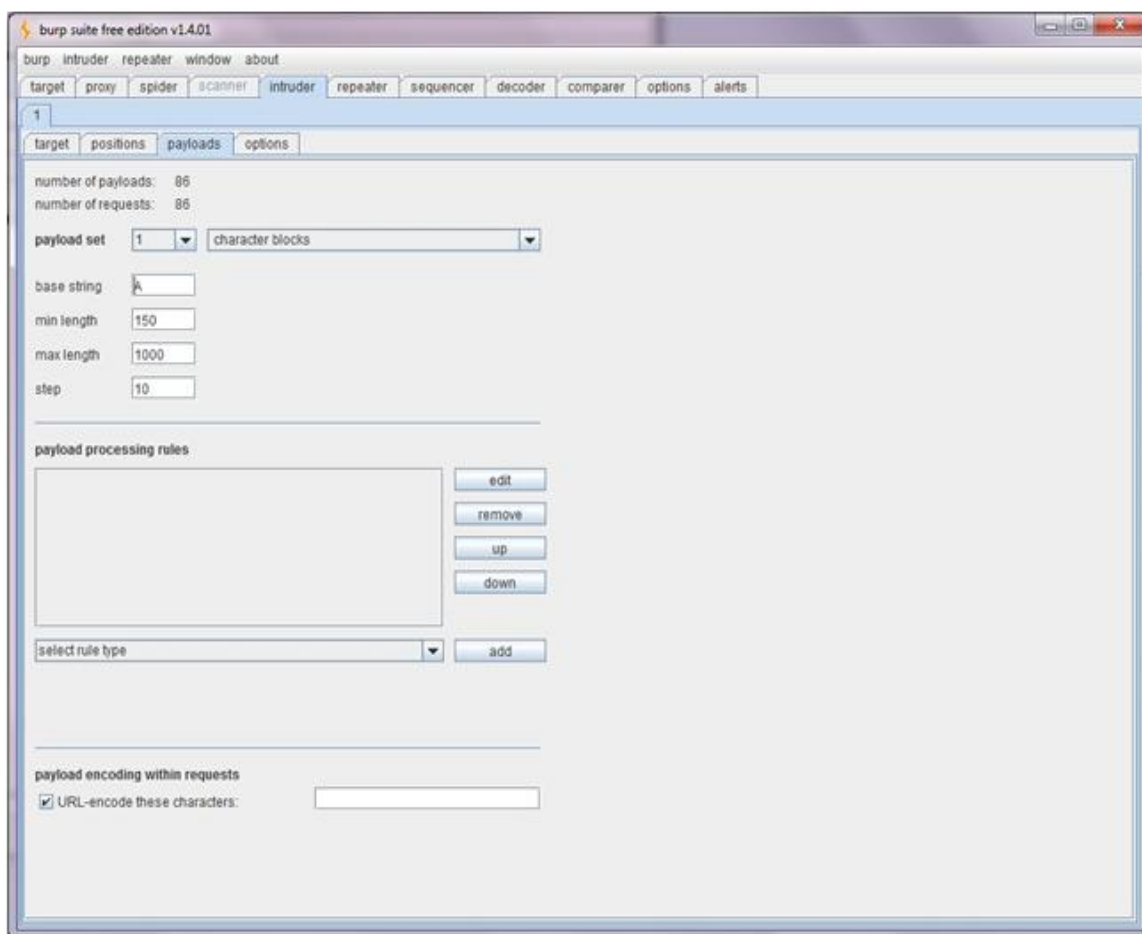 burp suite free edition v1.4.01
burp intruder repeater window about
target proxy spider scanner intruder repeater sequencer decoder comparer options alerts
1
target positions payloads options
number of payloads: 86
number of requests: 86
payload set 1 character blocks
base string A
min length 150
max length 1000
step 10
payload processing rules
edit
remove
up
down
select rule type add
payload encoding within requests
URL-encode these characters: